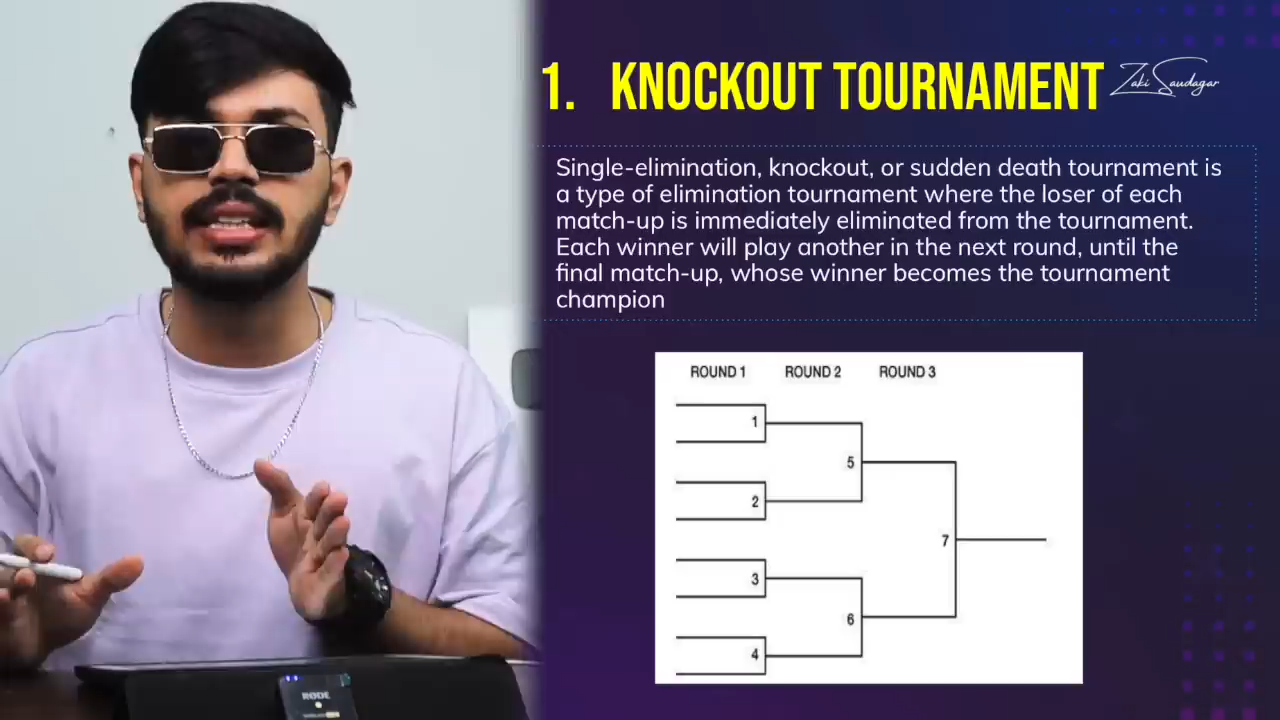 1. KNOCKOUT TOURNAMENT
Zaki Saudagar
Single-elimination, knockout, or sudden death tournament is
a type of elimination tournament where the loser of each
match-up is immediately eliminated from the tournament.
Each winner will play another in the next round, until the
final match-up, whose winner becomes the tournament
champion
ROUND 1 ROUND 2 ROUND 3
1
5
2
7
3
6
4
RØDE